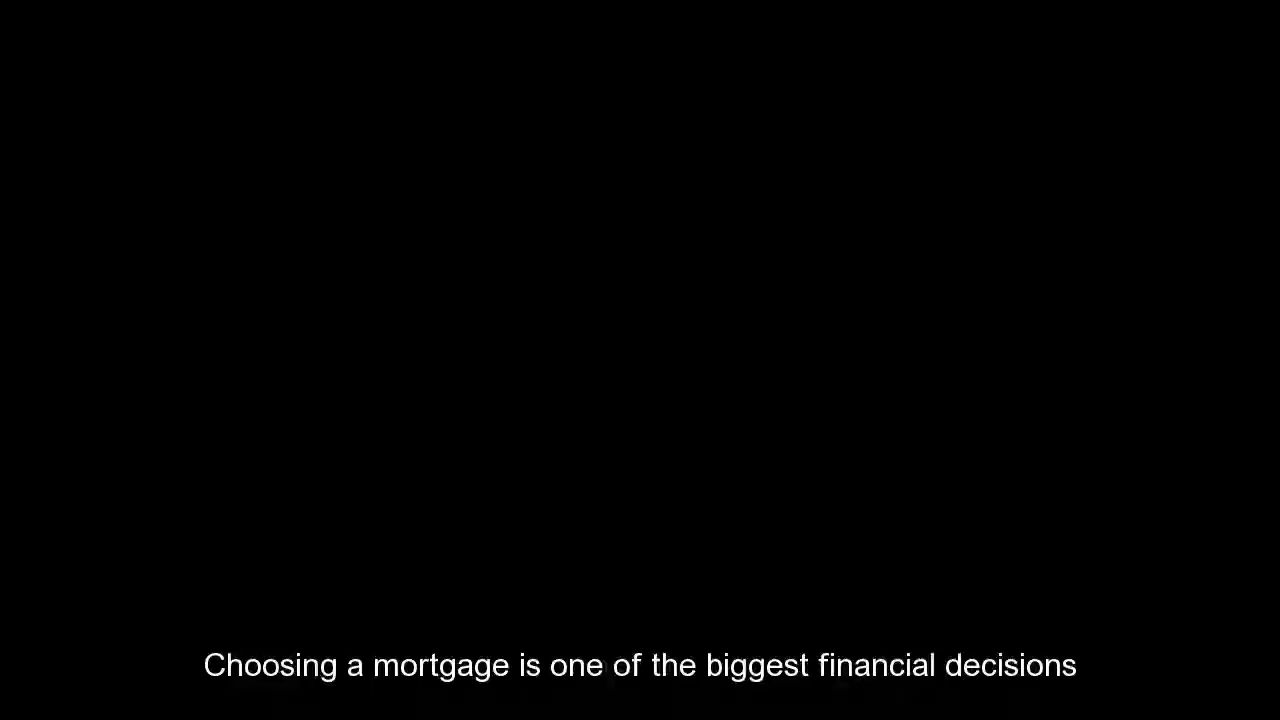 Choosing a mortgage is one of the biggest financial decisions